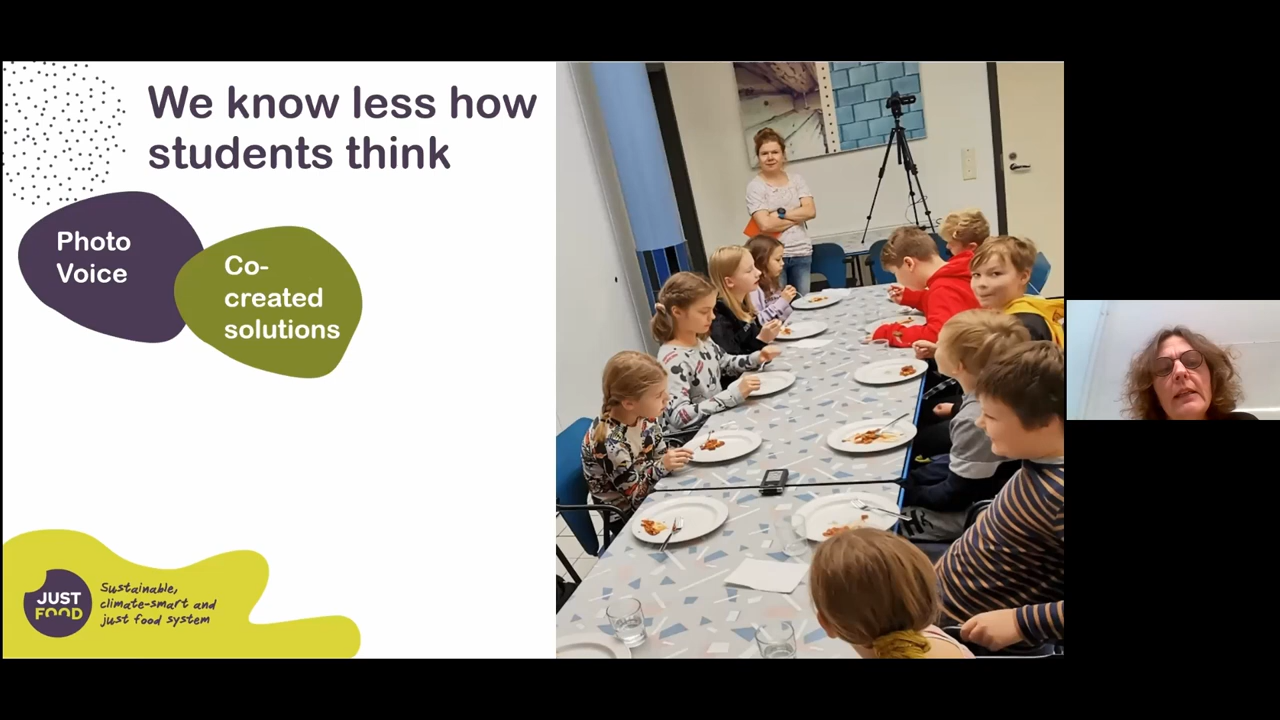 We know less how
students think
Photo
Voice
Co-
created
solutions
JUST
FOOD
Sustainable,
climate-smart and
just food system